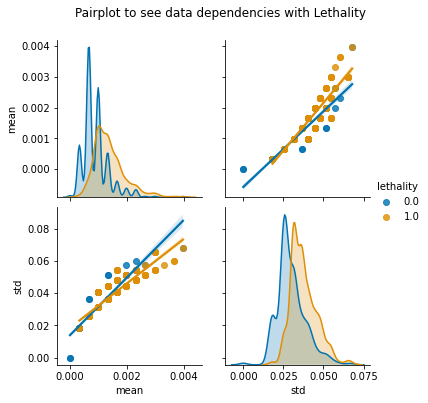 Pairplot to see data dependencies with Lethality
0.004
0.003
0.002
0.001
0.000
mean
lethality
0.0
1.0
0.08
0.06
0.04
0.02
0.00
std
0.000 0.002 0.004
mean
0.000 0.025 0.050 0.075
std